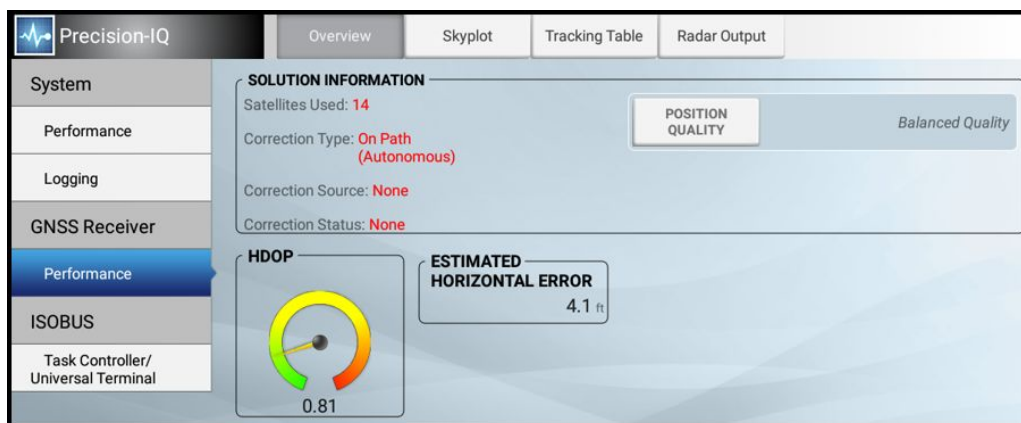 Precision-IQ
Overview
Skyplot
Tracking Table
Radar Output
System
Performance
Logging
GNSS Receiver
Performance
ISOBUS
Task Controller/
Universal Terminal
SOLUTION INFORMATION
Satellites Used: 14
Correction Type: On Path
(Autonomous)
Correction Source: None
Correction Status: None
POSITION
QUALITY
Balanced Quality
HDOP
0.81
ESTIMATED
HORIZONTAL ERROR
4.1 ft